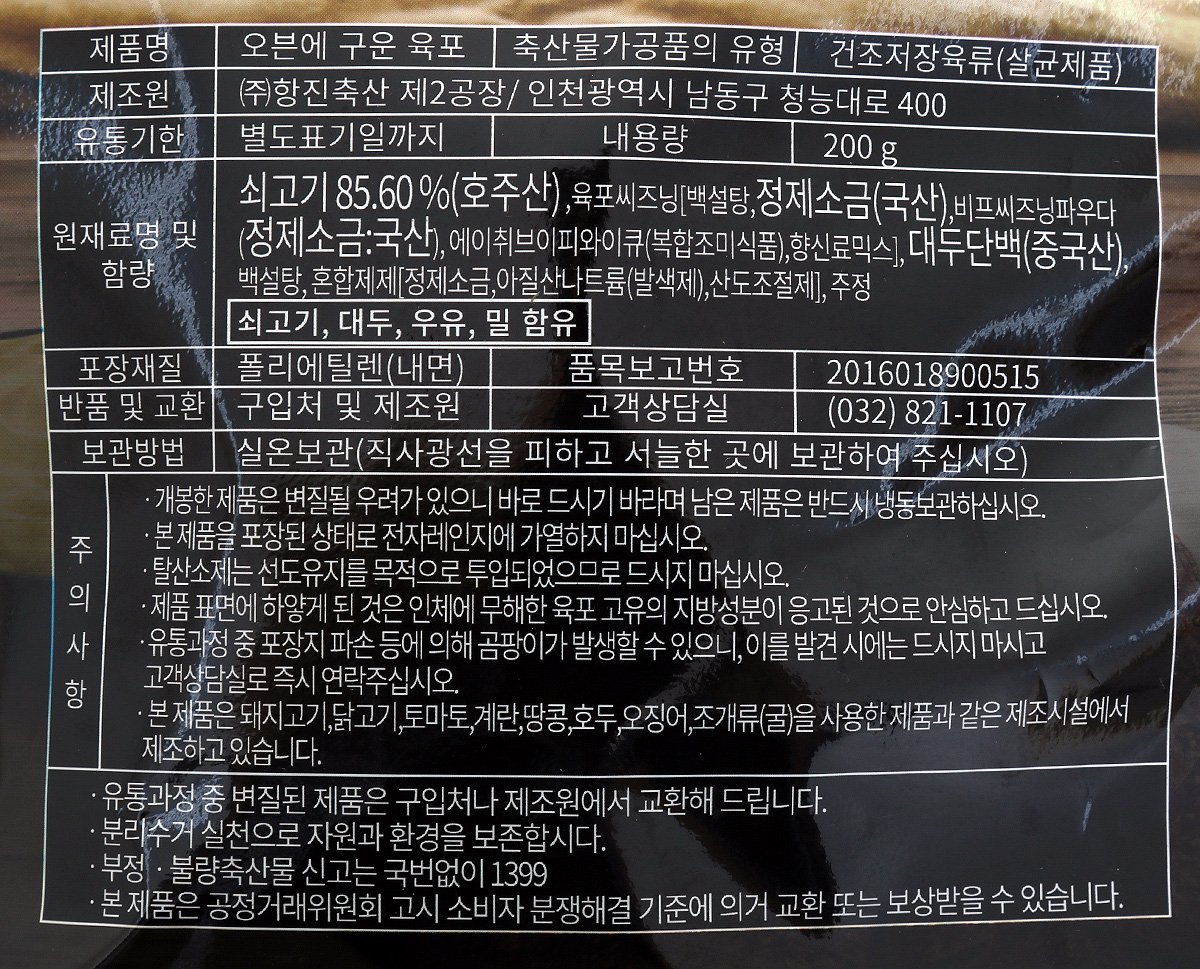 제품명 오븐에 구운 육포 축산물가공품의 유형 건조저장육류(살균제품)
제조원 ㈜항진축산 제2공장/ 인천광역시 남동구 청능대로 400
유통기한 별도표기일까지 내용량 200 g
원재료명 및 함량
쇠고기 85.60 %(호주산),육포씨즈닝[백설탕,정제소금(국산),비프씨즈닝파우다
(정제소금:국산), 에이취브이피와이큐(복합조미식품),향신료믹스], 대두단백(중국산),
백설탕, 혼합제제[정제소금,아질산나트륨(발색제),산도조절제], 주정
쇠고기, 대두, 우유, 밀 함유
포장재질 폴리에틸렌(내면) 품목보고번호 2016018900515
반품 및 교환 구입처 및 제조원 고객상담실 (032) 821-1107
보관방법 실온보관(직사광선을 피하고 서늘한 곳에 보관하여 주십시오)
주의사항
· 개봉한 제품은 변질될 우려가 있으니 바로 드시기 바라며 남은 제품은 반드시 냉동보관하십시오.
· 본 제품을 포장된 상태로 전자레인지에 가열하지 마십시오.
· 탈산소제는 선도유지를 목적으로 투입되었으므로 드시지 마십시오.
· 제품 표면에 하얗게 된 것은 인체에 무해한 육포 고유의 지방성분이 응고된 것으로 안심하고 드십시오.
· 유통과정 중 포장지 파손 등에 의해 곰팡이가 발생할 수 있으니, 이를 발견 시에는 드시지 마시고
고객상담실로 즉시 연락주십시오.
· 본 제품은 돼지고기,닭고기,토마토,계란,땅콩,호두,오징어,조개류(굴)을 사용한 제품과 같은 제조시설에서
제조하고 있습니다.
· 유통과정 중 변질된 제품은 구입처나 제조원에서 교환해 드립니다.
· 분리수거 실천으로 자원과 환경을 보존합시다.
· 부정 · 불량축산물 신고는 국번없이 1399
· 본 제품은 공정거래위원회 고시 소비자 분쟁해결 기준에 의거 교환 또는 보상받을 수 있습니다.